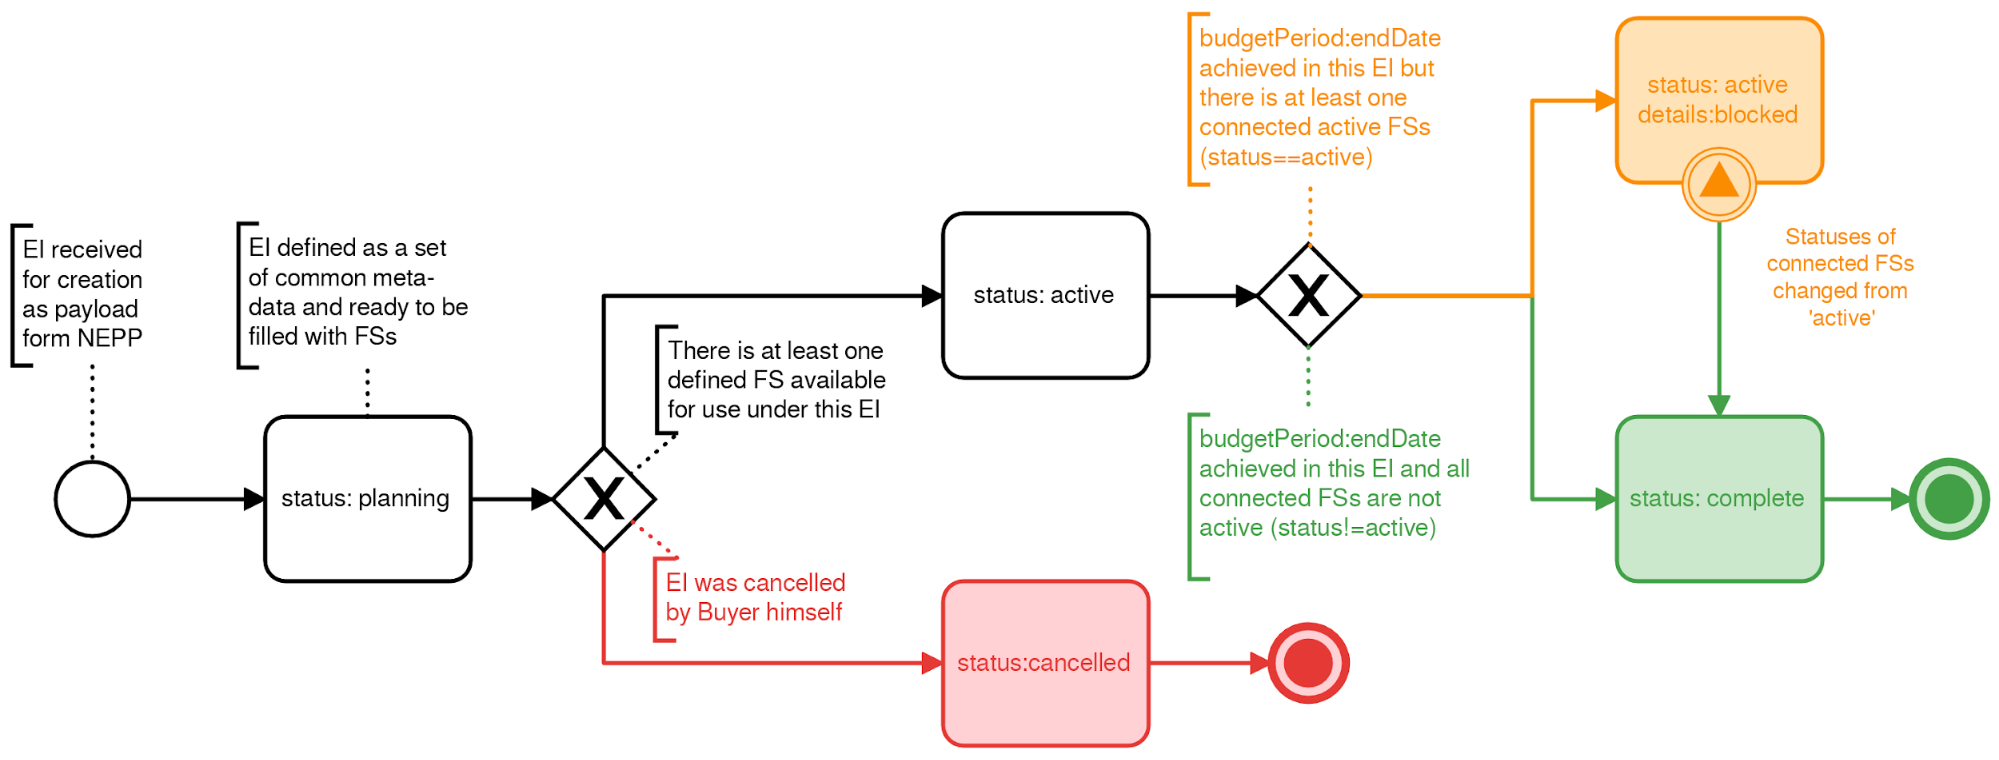 EI received
for creation
as payload
form NEPP
EI defined as a set
of common meta-
data and ready to be
filled with FSs
status: planning
X
There is at least one
defined FS available
for use under this EI
EI was cancelled
by Buyer himself
status: active
status:cancelled
budgetPeriod:endDate
achieved in this EI but
there is at least one
connected active FSs
(status==active)
X
budgetPeriod:endDate
achieved in this EI and all
connected FSs are not
active (status!=active)
status: active
details:blocked
Statuses of
connected FSs
changed from
'active'
status: complete